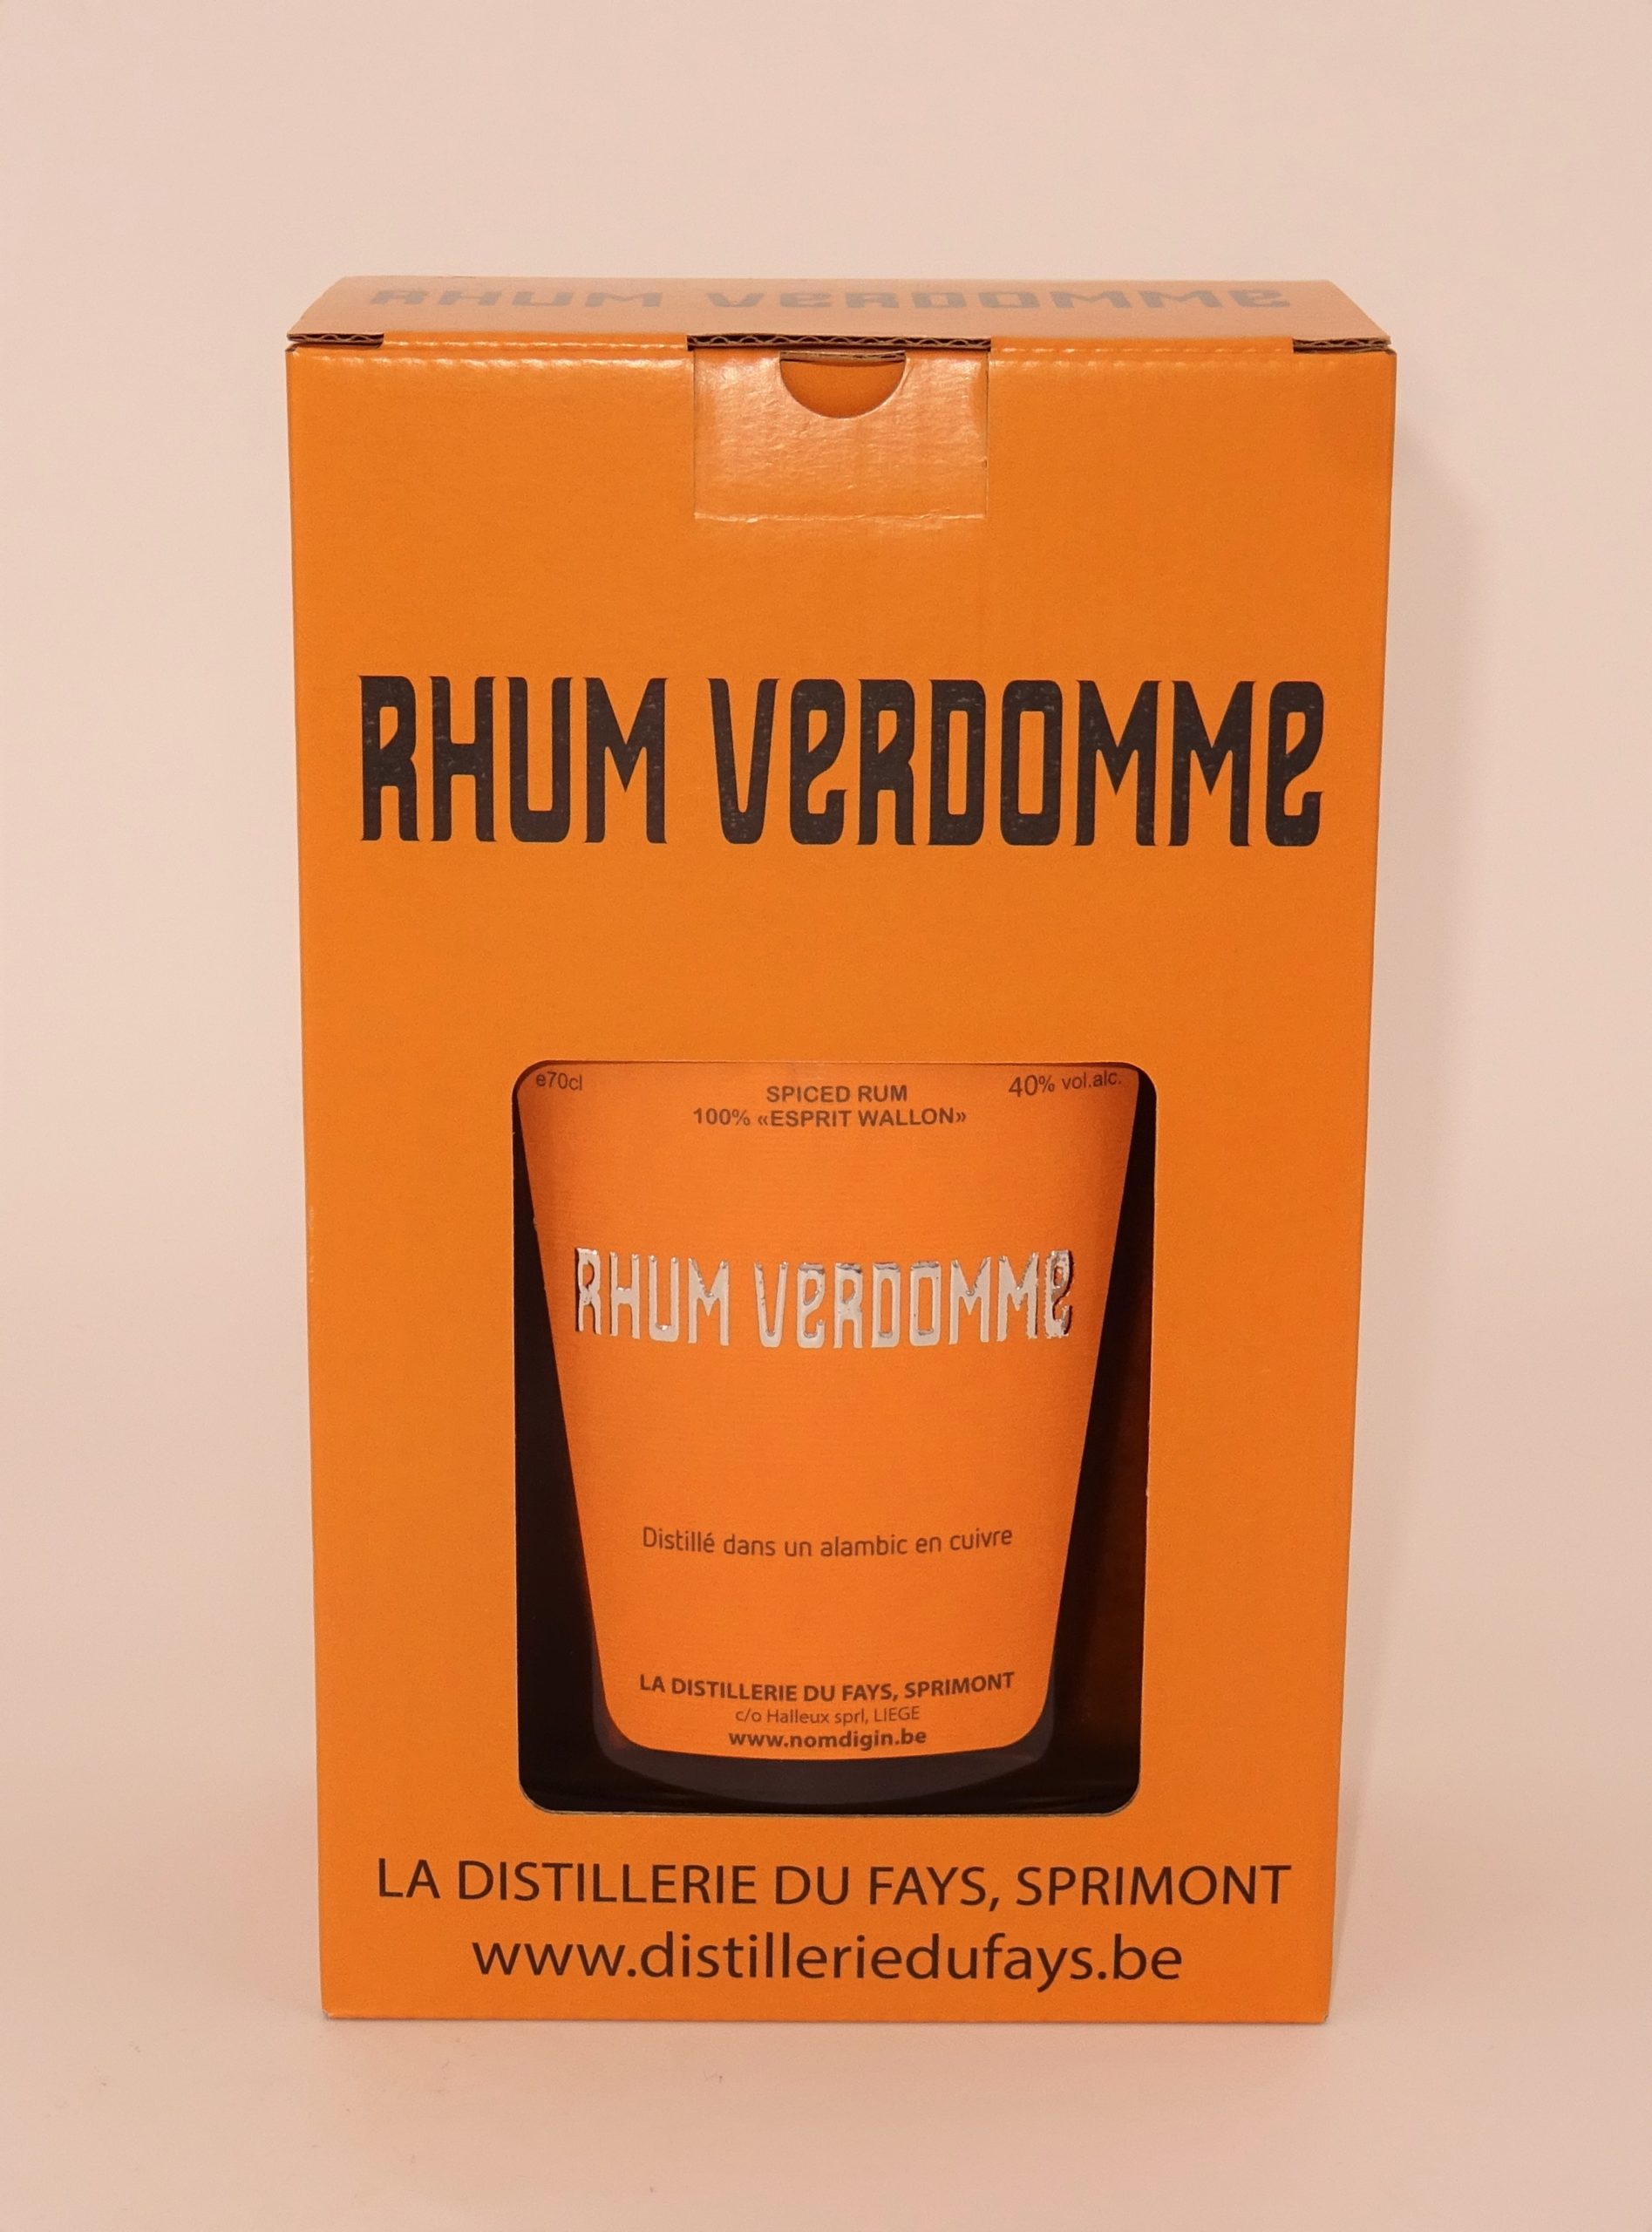 RHUM VERDOMME
RHUM VERDOMME
e70cl
SPICED RUM
40% vol.alc.
100% «ESPRIT WALLON»
RHUM VERDOMME
Distillé dans un alambic en cuivre
LA DISTILLERIE DU FAYS, SPRIMONT
c/o Halleux sprl, LIEGE
www.nomdigin.be
LA DISTILLERIE DU FAYS, SPRIMONT
www.distilleriedufays.be